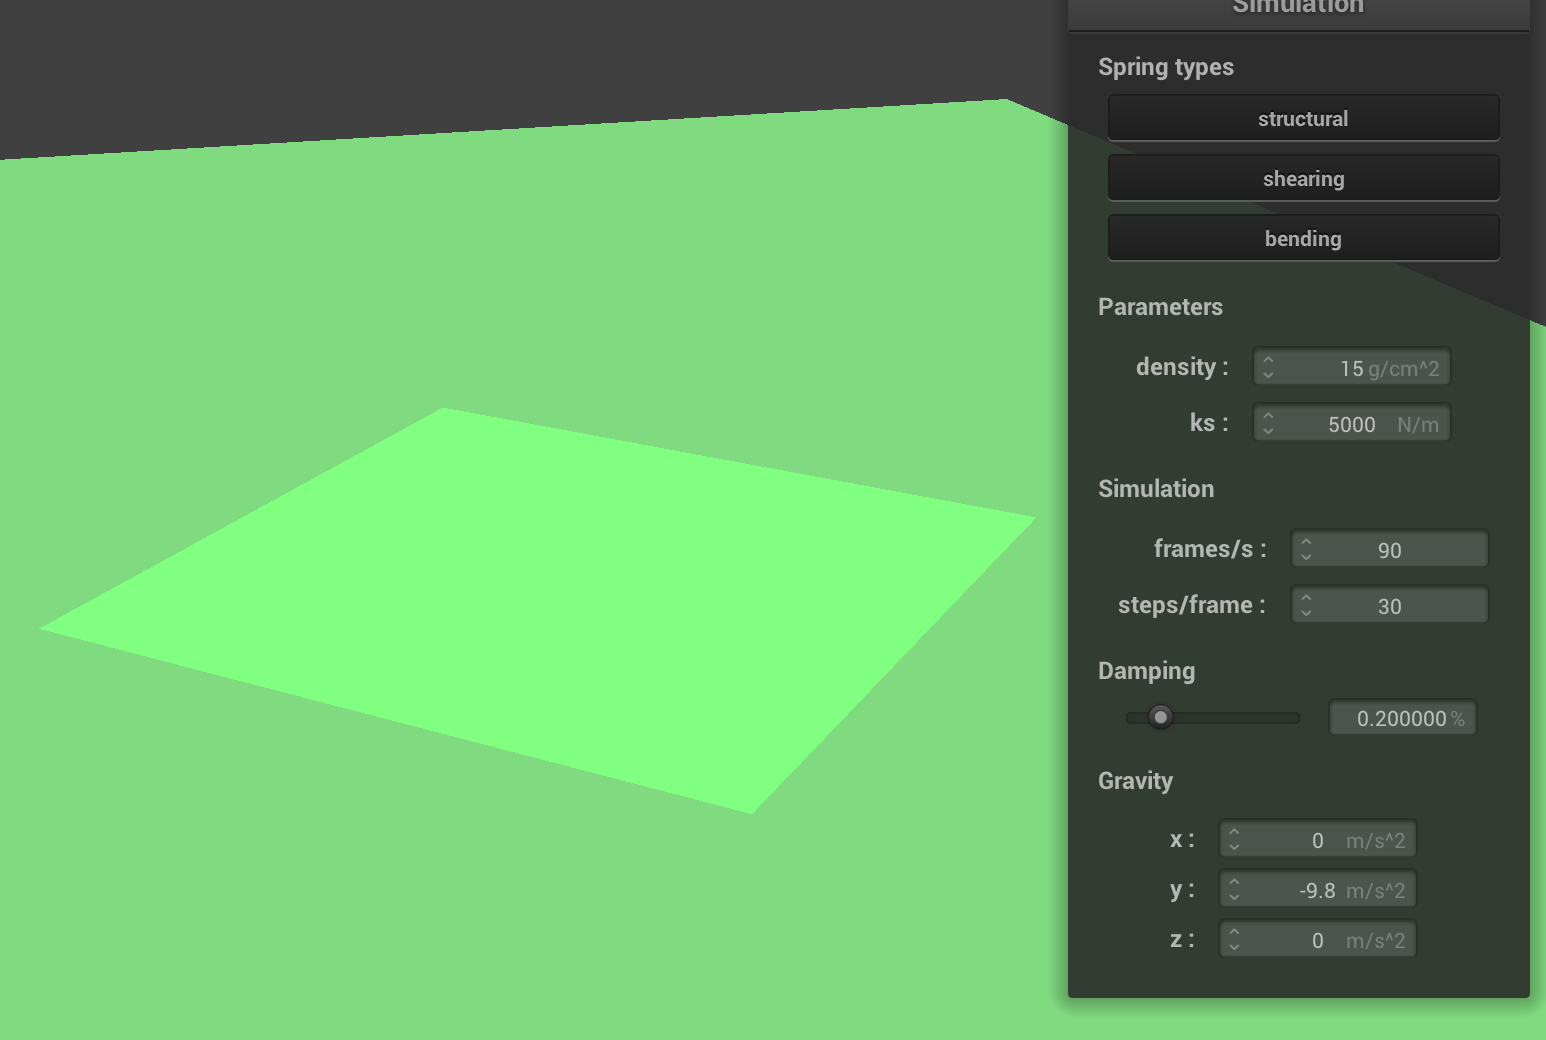 Simulation
Spring types
structural
shearing
bending
Parameters
density : 15 g/cm^2
ks : 5000 N/m
Simulation
frames/s : 90
steps/frame : 30
Damping
0.200000 %
Gravity
x : 0 m/s^2
y : -9.8 m/s^2
z : 0 m/s^2